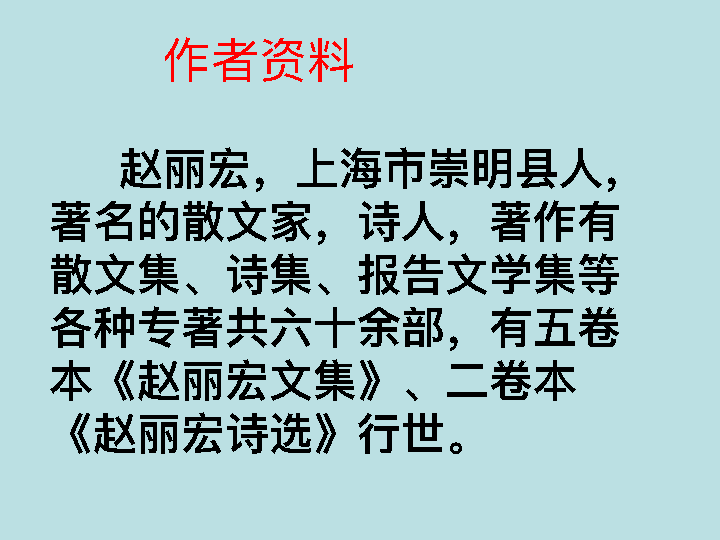 作者资料
赵丽宏，上海市崇明县人，
著名的散文家，诗人，著作有
散文集、诗集、报告文学集等
各种专著共六十余部，有五卷
本《赵丽宏文集》、二卷本
《赵丽宏诗选》行世。